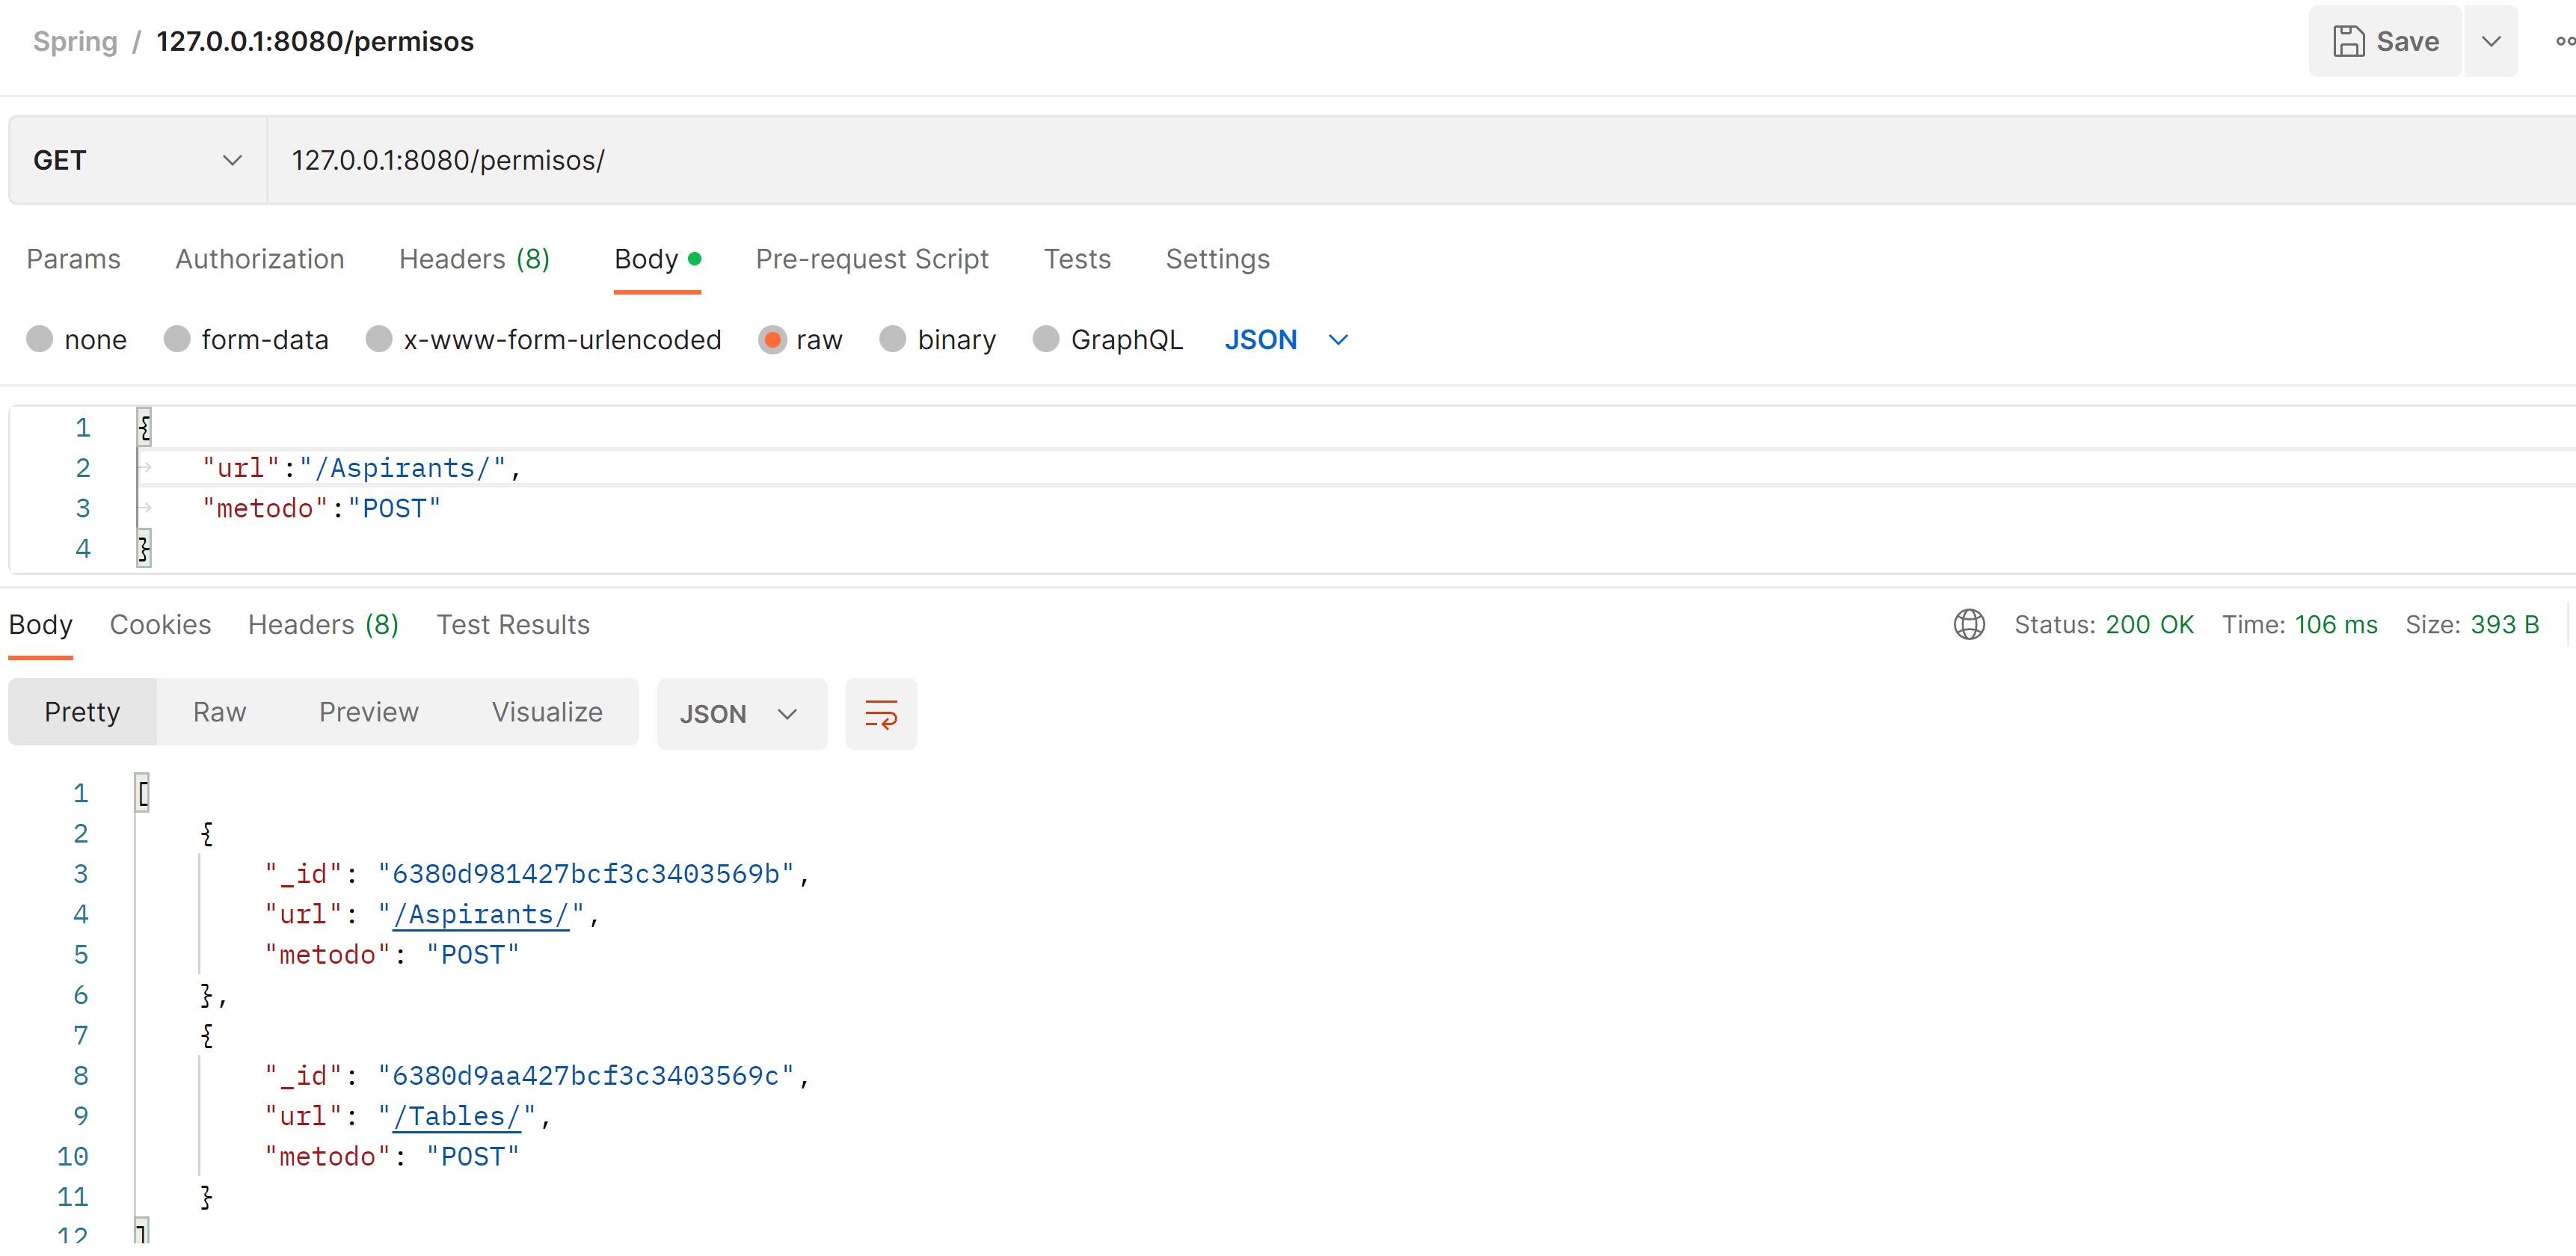 Spring / 127.0.0.1:8080/permisos
Save
GET 127.0.0.1:8080/permisos/
Params Authorization Headers (8) Body Pre-request Script Tests Settings
none form-data x-www-form-urlencoded raw binary GraphQL JSON
1 {
2 "url":"/Aspirants/",
3 "metodo":"POST"
4 }
Body Cookies Headers (8) Test Results Status: 200 OK Time: 106 ms Size: 393 B
Pretty Raw Preview Visualize JSON
1 [
2 {
3 "_id": "6380d981427bcf3c3403569b",
4 "url": "/Aspirants/",
5 "metodo": "POST"
6 },
7 {
8 "_id": "6380d9aa427bcf3c3403569c",
9 "url": "/Tables/",
10 "metodo": "POST"
11 }
12 ]